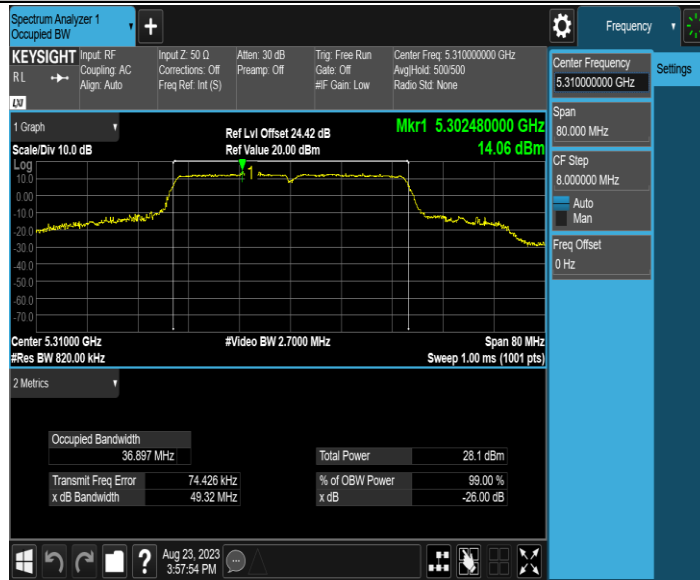 Spectrum Analyzer 1
Occupied BW
+
Frequency
KEYSIGHT
RL
LXI
Input: RF
Coupling: AC
Align: Auto
Input Z: 50 Ω
Corrections: Off
Freq Ref: Int (S)
Atten: 30 dB
Preamp: Off
Trig: Free Run
Gate: Off
#IF Gain: Low
Center Freq: 5.310000000 GHz
Avg|Hold: 500/500
Radio Std: None
Center Frequency
5.310000000 GHz
Settings
Span
80.000 MHz
CF Step
8.000000 MHz
Auto
Man
Freq Offset
0 Hz
1 Graph
Scale/Div 10.0 dB
Ref Lvl Offset 24.42 dB
Ref Value 20.00 dBm
Mkr1 5.302480000 GHz
14.06 dBm
Log
10.0
0.00
-10.0
-20.0
-30.0
-40.0
-50.0
-60.0
-70.0
1
Center 5.31000 GHz
#Res BW 820.00 kHz
#Video BW 2.7000 MHz
Span 80 MHz
Sweep 1.00 ms (1001 pts)
2 Metrics
Occupied Bandwidth
36.897 MHz
Total Power 28.1 dBm
Transmit Freq Error 74.426 kHz
% of OBW Power 99.00 %
x dB Bandwidth 49.32 MHz
x dB -26.00 dB
?
Aug 23, 2023
3:57:54 PM